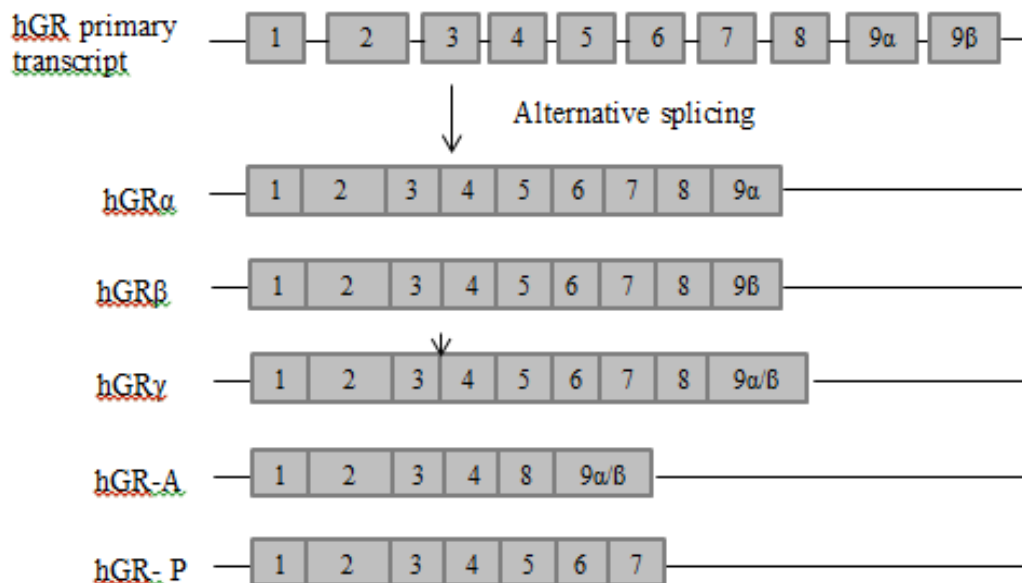 hGR primary
transcript
1 2 3 4 5 6 7 8 9α 9β
Alternative splicing
hGRα 1 2 3 4 5 6 7 8 9α
hGRβ 1 2 3 4 5 6 7 8 9β
hGRγ 1 2 3 4 5 6 7 8 9α/β
hGR-A 1 2 3 4 8 9α/β
hGR- P 1 2 3 4 5 6 7